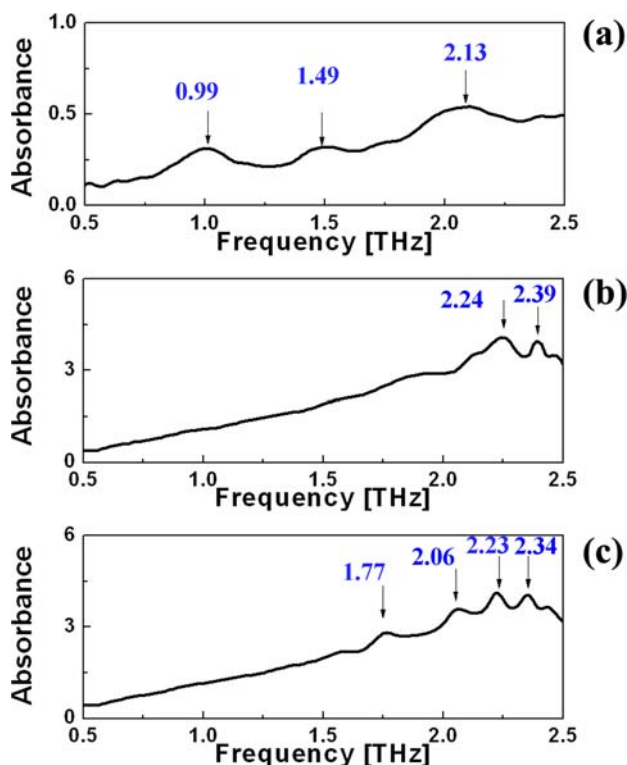 (a)
1.0
0.5
0.0
Absorbance
0.99
1.49
2.13
0.5 1.0 1.5 2.0 2.5
Frequency [THz]
(b)
6
3
0
Absorbance
2.24 2.39
0.5 1.0 1.5 2.0 2.5
Frequency [THz]
(c)
6
3
0
Absorbance
1.77
2.06
2.23 2.34
0.5 1.0 1.5 2.0 2.5
Frequency [THz]